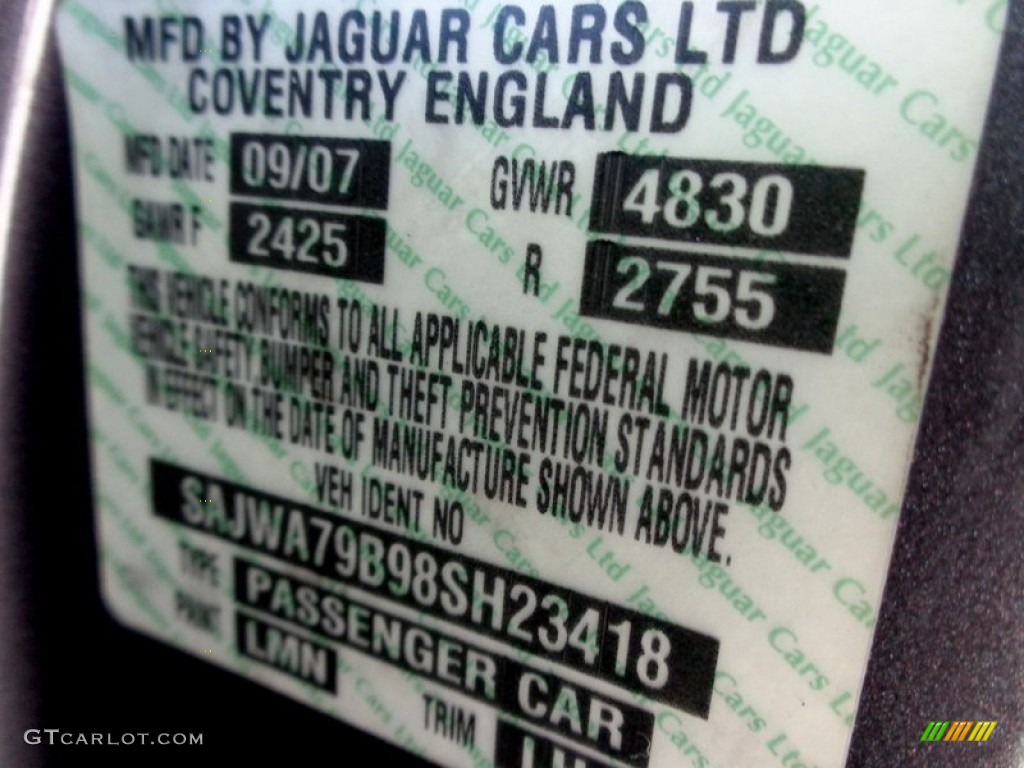 MFD BY JAGUAR CARS LTD
COVENTRY ENGLAND
MFD DATE 09/07 GVWR 4830
GAWR F 2425 R 2755
THIS VEHICLE CONFORMS TO ALL APPLICABLE FEDERAL MOTOR
VEHICLE SAFETY, BUMPER AND THEFT PREVENTION STANDARDS
IN EFFECT ON THE DATE OF MANUFACTURE SHOWN ABOVE.
VEH IDENT NO
SAJWA79B98SH23418
TYPE PASSENGER CAR
PAINT LMN TRIM
GTCARLOT.COM